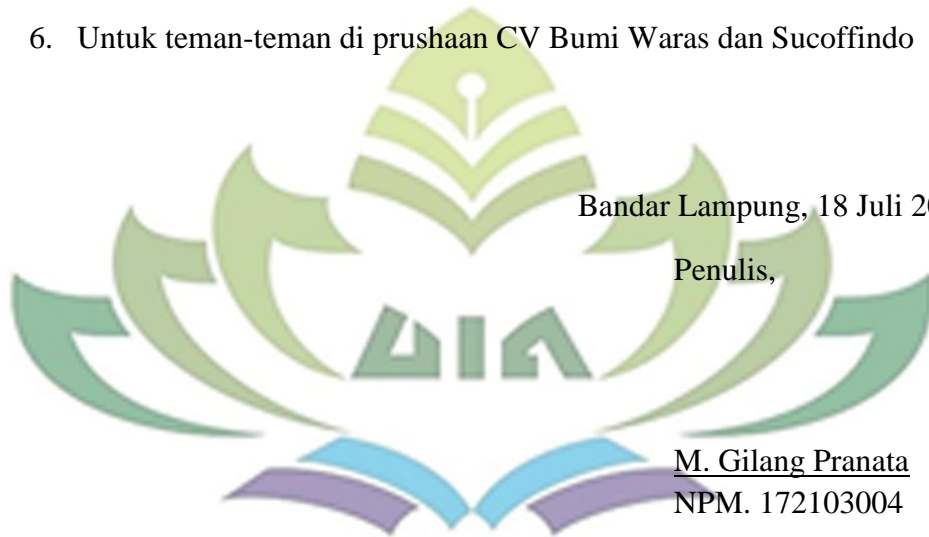 6. Untuk teman-teman di prushaan CV Bumi Waras dan Sucoffindo
Bandar Lampung, 18 Juli
Penulis,
UIN
M. Gilang Pranata
NPM. 172103004